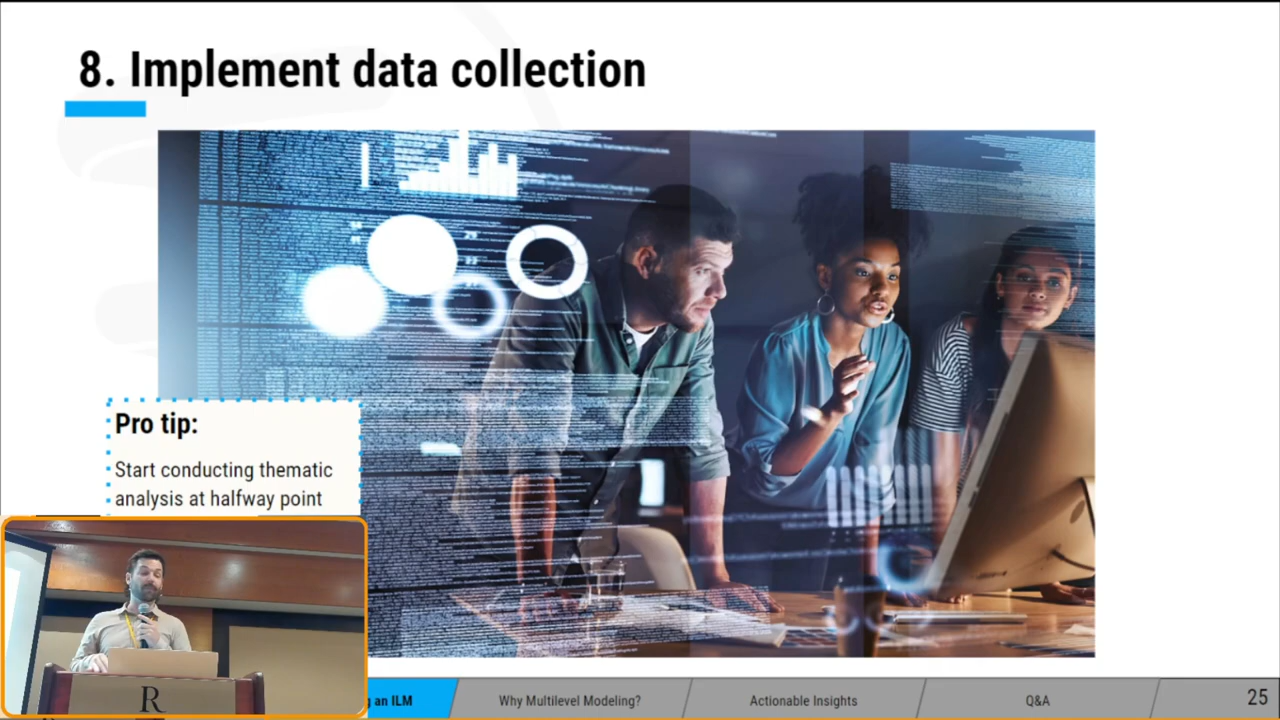 8. Implement data collection
Pro tip:
Start conducting thematic
analysis at halfway point
R
g an ILM
Why Multilevel Modeling?
Actionable Insights
Q&A
25